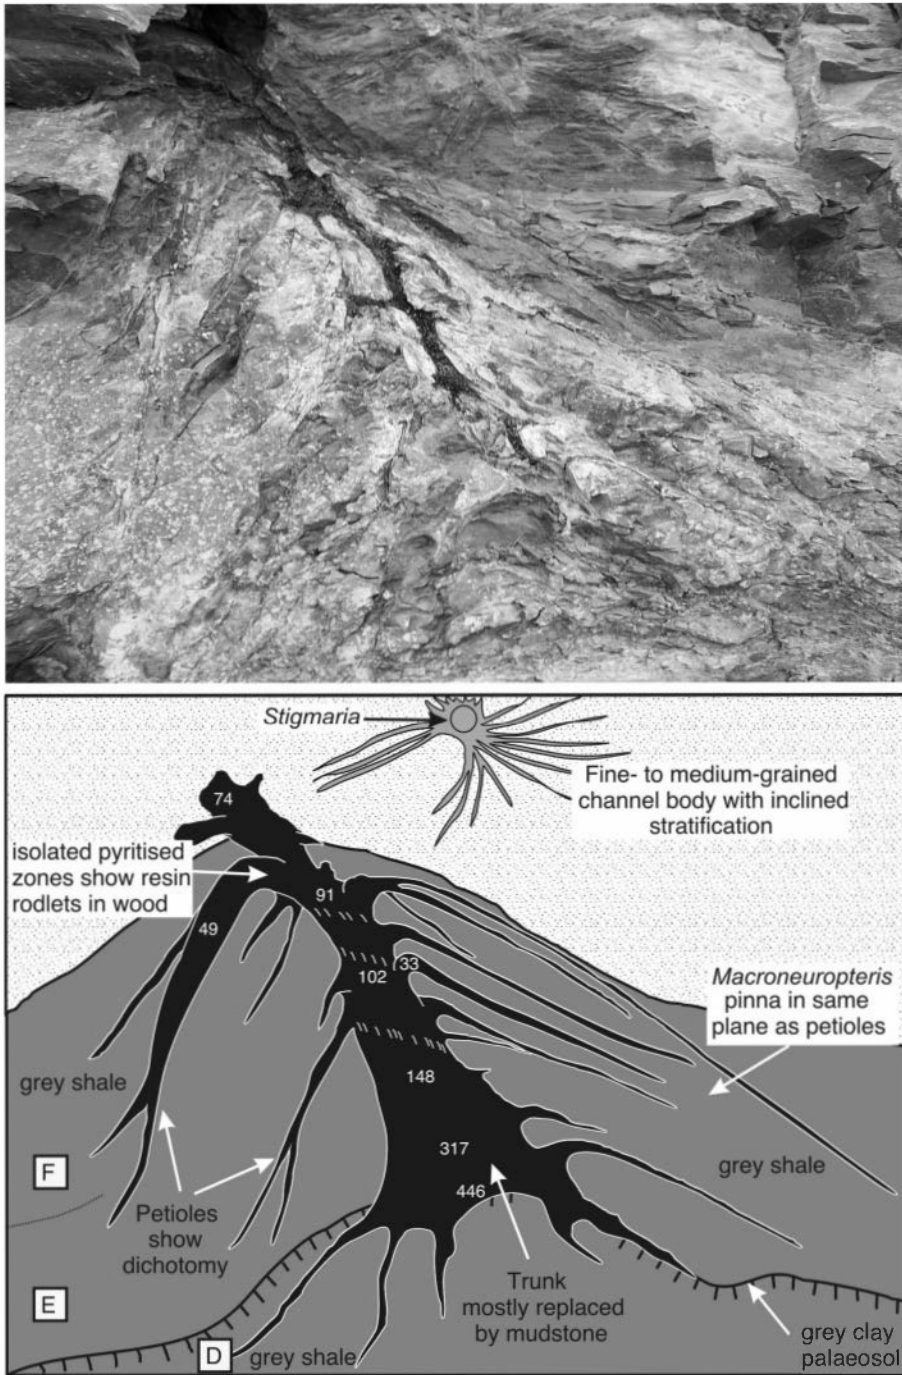 Stigmaria
Fine- to medium-grained
channel body with inclined
stratification
74
isolated pyritised
zones show resin
rodlets in wood
91
49
33
102
Macroneuropteris
pinna in same
plane as petioles
grey shale
148
317
grey shale
F
446
Petioles
show
dichotomy
E
Trunk
mostly replaced
by mudstone
D
grey shale
grey clay
palaeosol